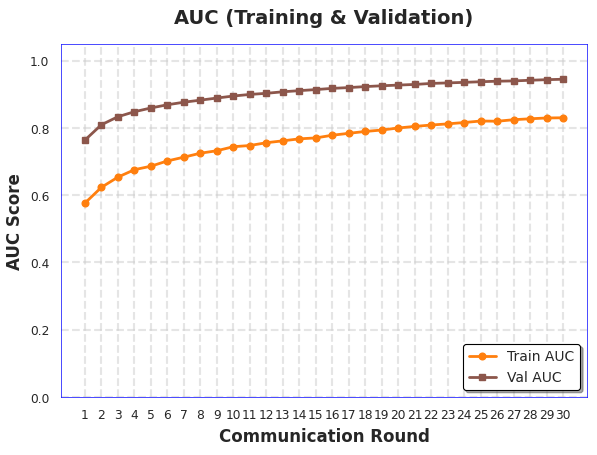 AUC (Training & Validation)
AUC Score
1.0
0.8
0.6
0.4
0.2
0.0
Train AUC
Val AUC
1 2 3 4 5 6 7 8 9 10 11 12 13 14 15 16 17 18 19 20 21 22 23 24 25 26 27 28 29 30
Communication Round